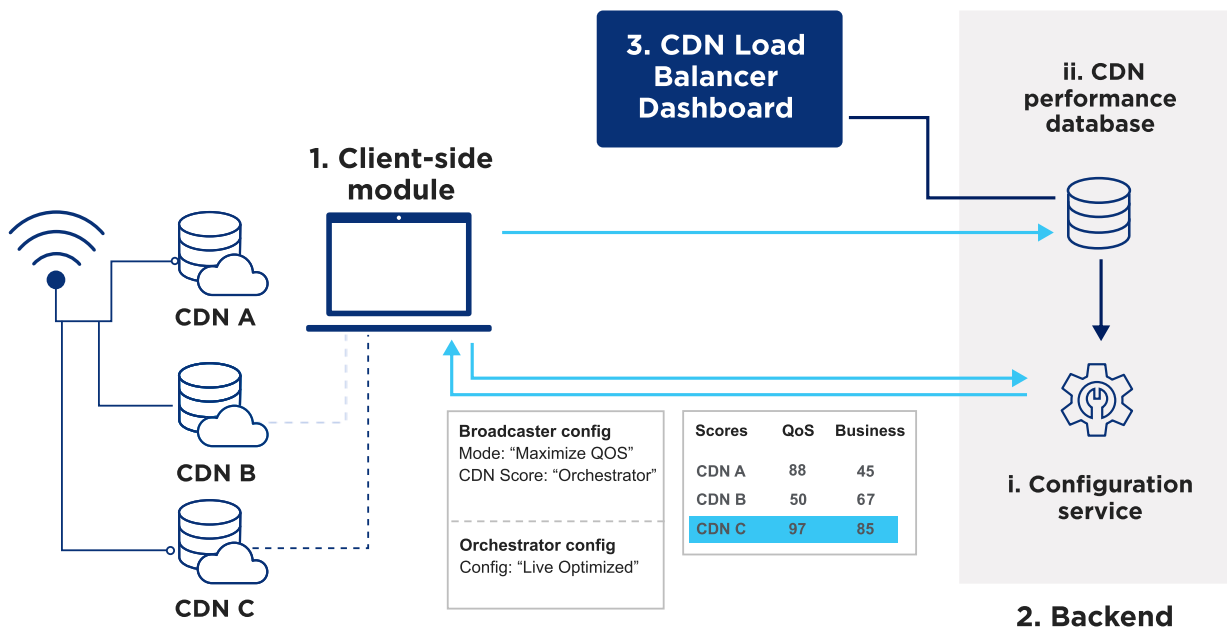 3. CDN Load
Balancer
Dashboard
ii. CDN
performance
database
1. Client-side
module
CDN A
CDN B
CDN C
Broadcaster config
Mode: “Maximize QOS”
CDN Score: “Orchestrator”
Orchestrator config
Config: “Live Optimized”
Scores QoS Business
CDN A 88 45
CDN B 50 67
CDN C 97 85
i. Configuration
service
2. Backend